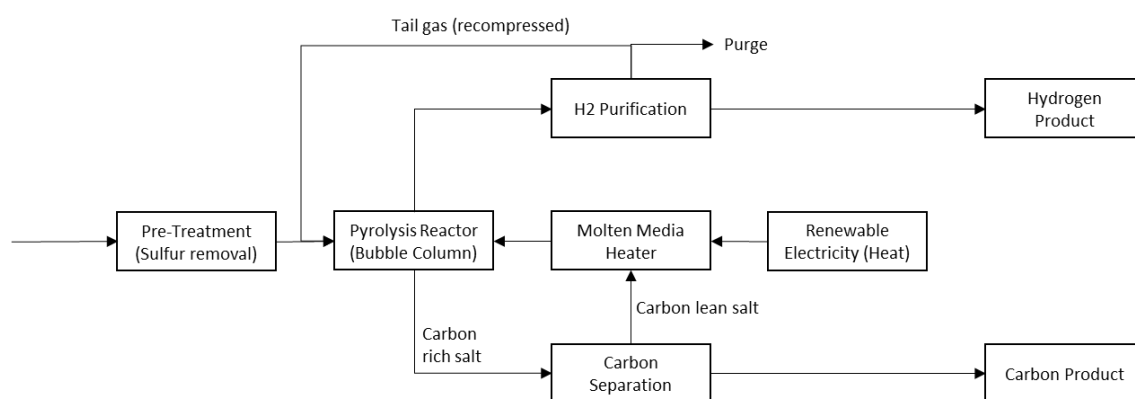 Tail gas (recompressed)
Purge
H2 Purification
Hydrogen
Product
Pre-Treatment
(Sulfur removal)
Pyrolysis Reactor
(Bubble Column)
Molten Media
Heater
Renewable
Electricity (Heat)
Carbon
rich salt
Carbon lean salt
Carbon
Separation
Carbon Product